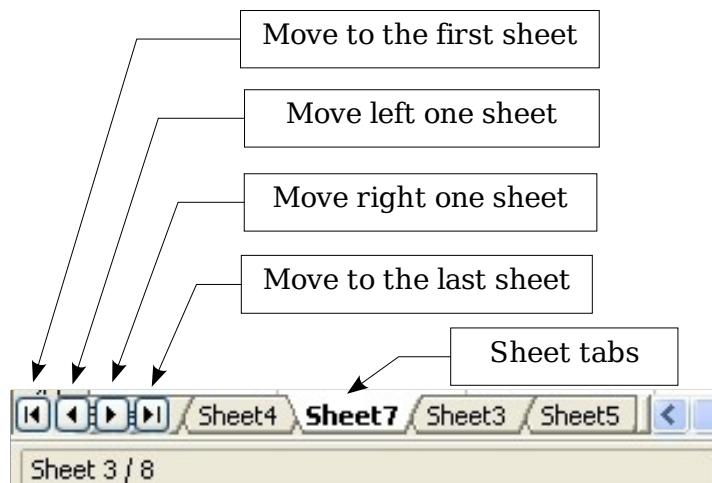 Move to the first sheet
Move left one sheet
Move right one sheet
Move to the last sheet
Sheet tabs
Sheet4 Sheet7 Sheet3 Sheet5
Sheet 3 / 8